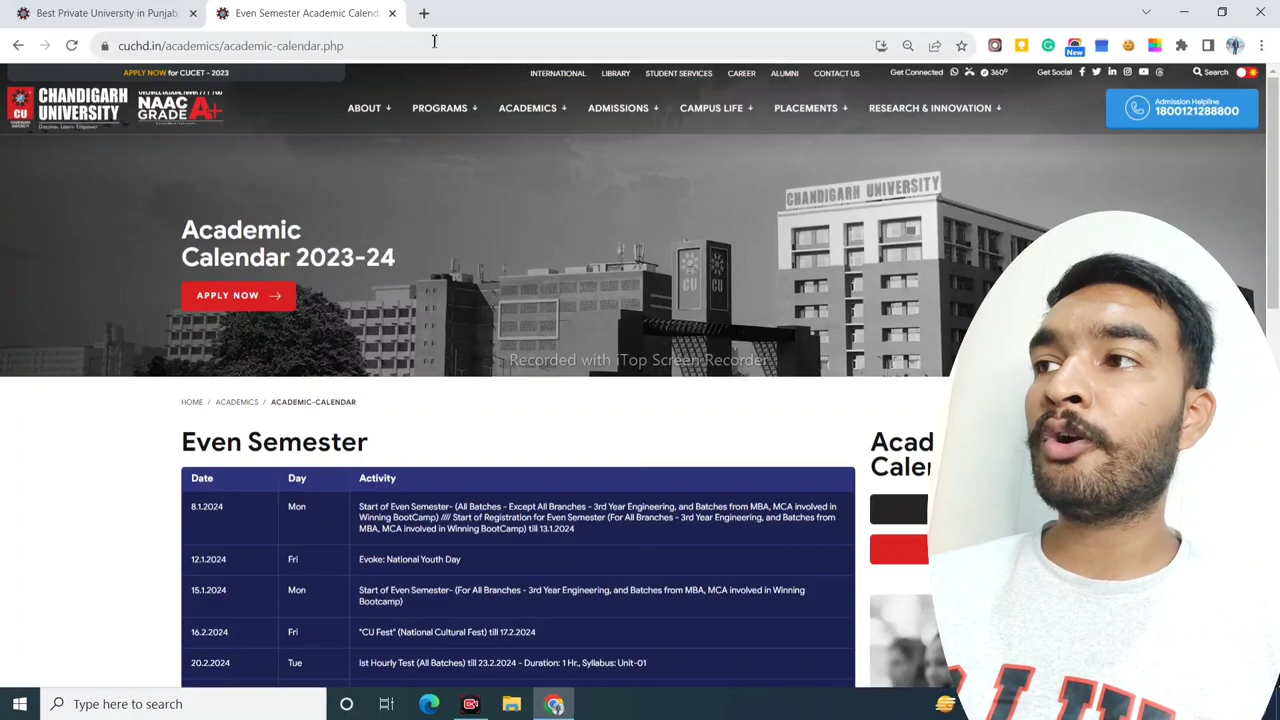 Best Private University in Punjab
Even Semester Academic Calend
cuchd.in/academics/academic-calendar.php
New
APPLY NOW for CUCET - 2023
INTERNATIONAL LIBRARY STUDENT SERVICES CAREER ALUMNI CONTACT US Get Connected 360° Get Social Search
CHANDIGARH
UNIVERSITY
Discover. Learn. Empower.
NAAC
GRADE A+
ABOUT PROGRAMS ACADEMICS ADMISSIONS CAMPUS LIFE PLACEMENTS RESEARCH & INNOVATION
Admission Helpline
1800121288800
CHANDIGARH UNIVERSITY
CU
Academic
Calendar 2023-24
APPLY NOW
Recorded with iTop Screen Recorder
HOME / ACADEMICS / ACADEMIC-CALENDAR
Even Semester
Acad
Caler
Date Day Activity
8.1.2024 Mon Start of Even Semester- (All Batches - Except All Branches - 3rd Year Engineering, and Batches from MBA, MCA involved in
Winning BootCamp) //// Start of Registration for Even Semester (For All Branches - 3rd Year Engineering, and Batches from
MBA, MCA involved in Winning BootCamp) till 13.1.2024
12.1.2024 Fri Evoke: National Youth Day
15.1.2024 Mon Start of Even Semester- (For All Branches - 3rd Year Engineering, and Batches from MBA, MCA involved in Winning
Bootcamp)
16.2.2024 Fri "CU Fest" (National Cultural Fest) till 17.2.2024
20.2.2024 Tue Ist Hourly Test (All Batches) till 23.2.2024 - Duration: 1 Hr., Syllabus: Unit-01
Type here to search